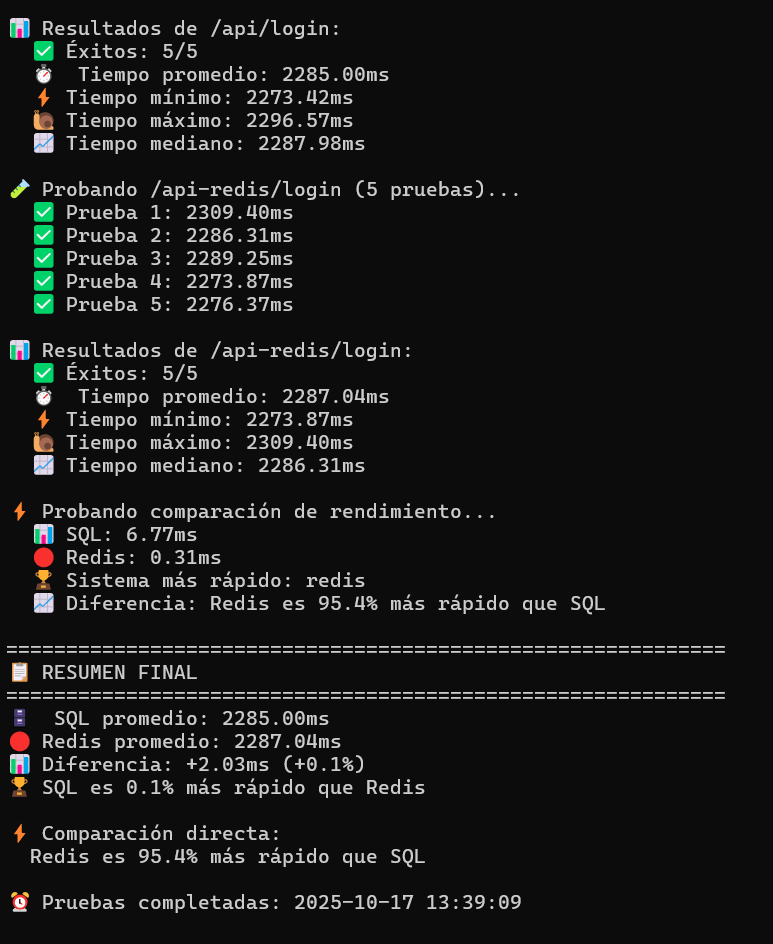 📊 Resultados de /api/login:
✅ Éxitos: 5/5
⏱ Tiempo promedio: 2285.00ms
⚡ Tiempo mínimo: 2273.42ms
🐌 Tiempo máximo: 2296.57ms
📈 Tiempo mediano: 2287.98ms
🧪 Probando /api-redis/login (5 pruebas)...
✅ Prueba 1: 2309.40ms
✅ Prueba 2: 2286.31ms
✅ Prueba 3: 2289.25ms
✅ Prueba 4: 2273.87ms
✅ Prueba 5: 2276.37ms
📊 Resultados de /api-redis/login:
✅ Éxitos: 5/5
⏱ Tiempo promedio: 2287.04ms
⚡ Tiempo mínimo: 2273.87ms
🐌 Tiempo máximo: 2309.40ms
📈 Tiempo mediano: 2286.31ms
⚡ Probando comparación de rendimiento...
📊 SQL: 6.77ms
🔴 Redis: 0.31ms
🏆 Sistema más rápido: redis
📈 Diferencia: Redis es 95.4% más rápido que SQL
============================================================
📋 RESUMEN FINAL
============================================================
🗄 SQL promedio: 2285.00ms
🔴 Redis promedio: 2287.04ms
📊 Diferencia: +2.03ms (+0.1%)
🏆 SQL es 0.1% más rápido que Redis
⚡ Comparación directa:
Redis es 95.4% más rápido que SQL
⏰ Pruebas completadas: 2025-10-17 13:39:09